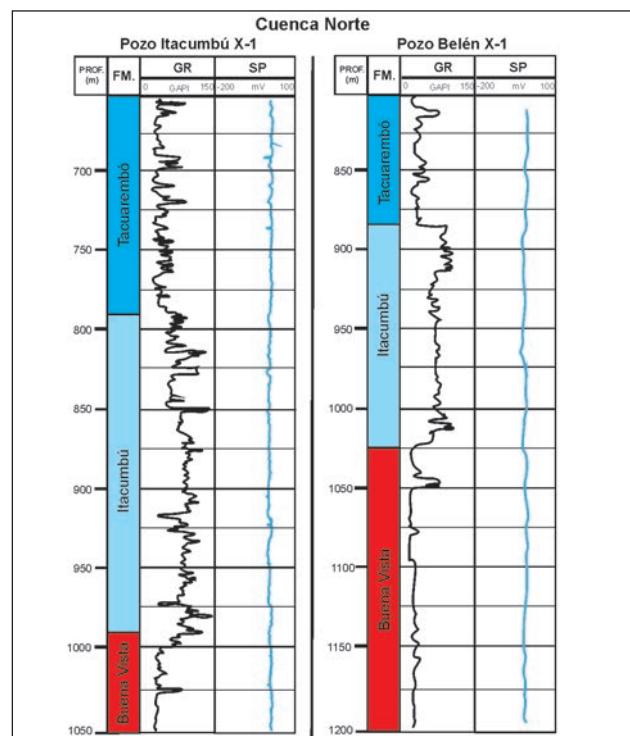 Cuenca Norte
Pozo Itacumbú X-1
PROF. (m) FM. GR SP
0 GAPI 150 -200 mV 100
700
750
800
850
900
950
1000
1050
Tacuarembó
Itacumbú
Buena Vista
Pozo Belén X-1
PROF. (m) FM. GR SP
0 GAPI 150 -200 mV 100
850
900
950
1000
1050
1100
1150
1200
Tacuarembó
Itacumbú
Buena Vista